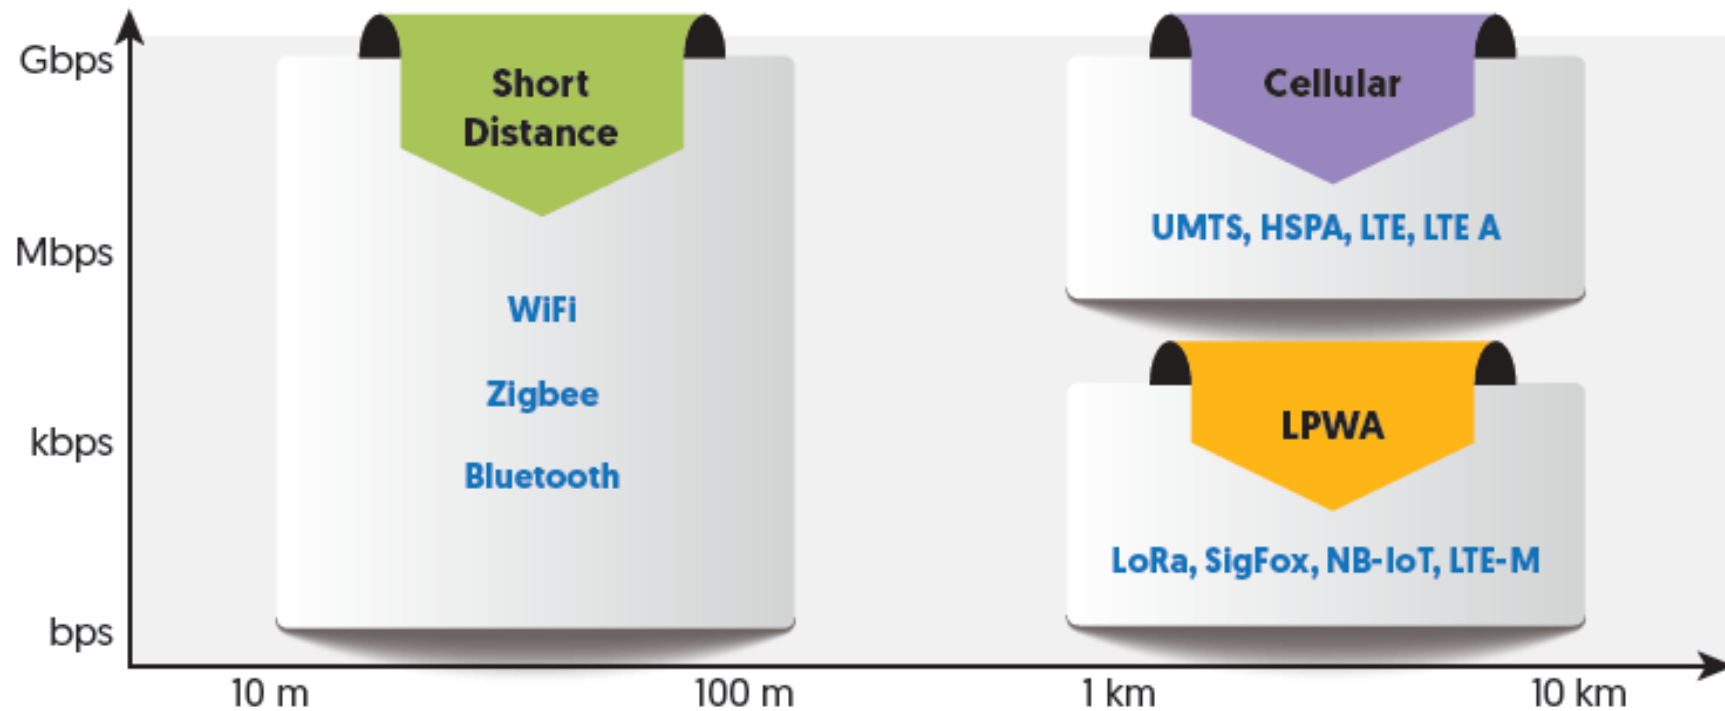 Gbps
Mbps
kbps
bps
Short
Distance
WiFi
Zigbee
Bluetooth
Cellular
UMTS, HSPA, LTE, LTE A
LPWA
LoRa, SigFox, NB-IoT, LTE-M
10 m
100 m
1 km
10 km